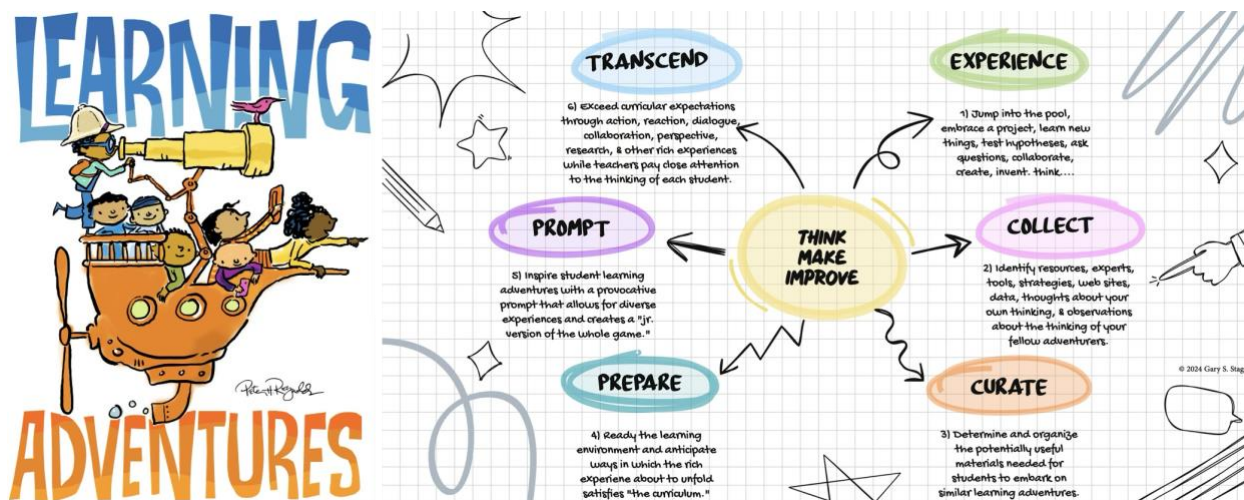 LEARNING
ADVENTURES
Peter H Reynolds
TRANSCEND
6) Exceed curricular expectations
through action, reaction, dialogue,
collaboration, perspective,
research, & other rich experiences
while teachers pay close attention
to the thinking of each student.
EXPERIENCE
1) Jump into the pool,
embrace a project, learn new
things, test hypotheses, ask
questions, collaborate,
create, invent. think....
PROMPT
5) Inspire student learning
adventures with a provocative
prompt that allows for diverse
experiences and creates a "jr.
version of the whole game."
THINK
MAKE
IMPROVE
COLLECT
2) Identify resources, experts,
tools, strategies, web sites,
data, thoughts about your
own thinking, & observations
about the thinking of your
fellow adventurers.
PREPARE
4) Ready the learning
environment and anticipate
ways in which the rich
experiene about to unfold
satisfies "the curriculum."
CURATE
3) Determine and organize
the potentially useful
materials needed for
students to embark on
similar learning adventures.
© 2024 Gary S. Stag